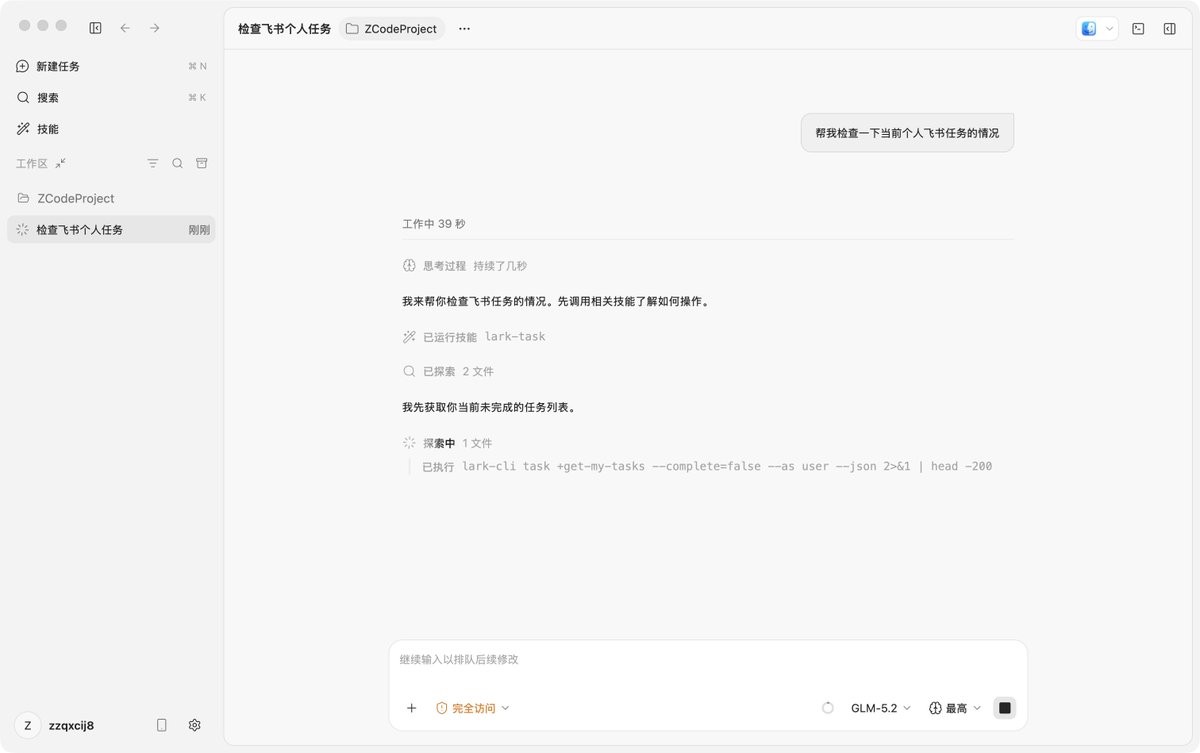 检查飞书个人任务
ZCodeProject
新建任务
⌘ N
搜索
⌘ K
技能
工作区
ZCodeProject
检查飞书个人任务
刚刚
帮我检查一下当前个人飞书任务的情况
工作中 39 秒
思考过程 持续了几秒
我来帮你检查飞书任务的情况。先调用相关技能了解如何操作。
已运行技能 lark-task
已探索 2 文件
我先获取你当前未完成的任务列表。
探索中 1 文件
已执行 lark-cli task +get-my-tasks --complete=false --as user --json 2>&1 | head -200
继续输入以排队后续修改
完全访问
GLM-5.2
最高
Z
zzqxcij8